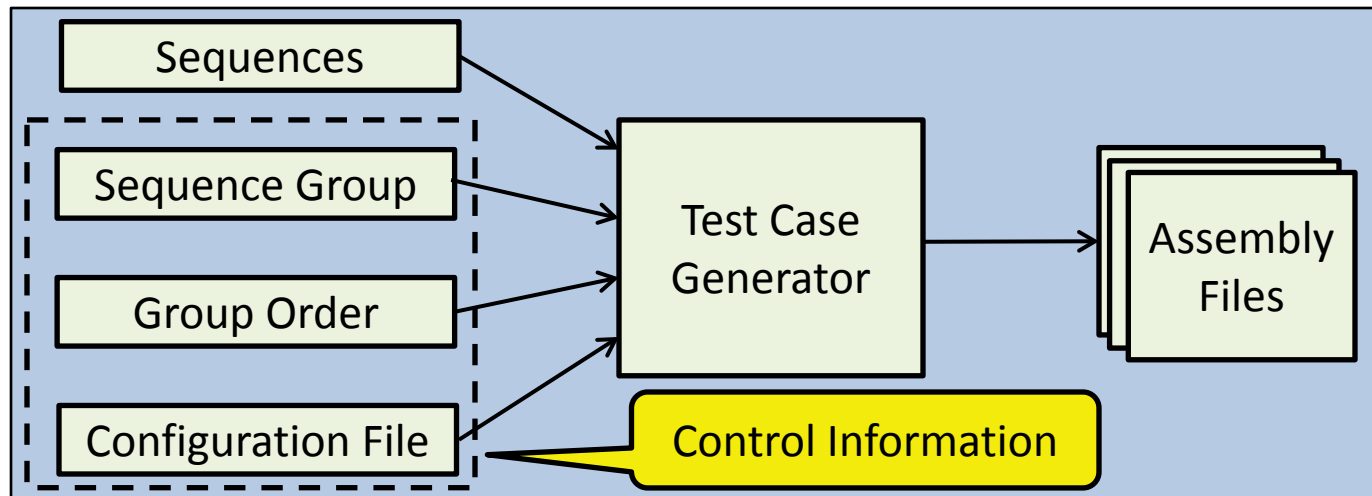 Sequences
Sequence Group
Group Order
Configuration File
Test Case
Generator
Control Information
Assembly
Files